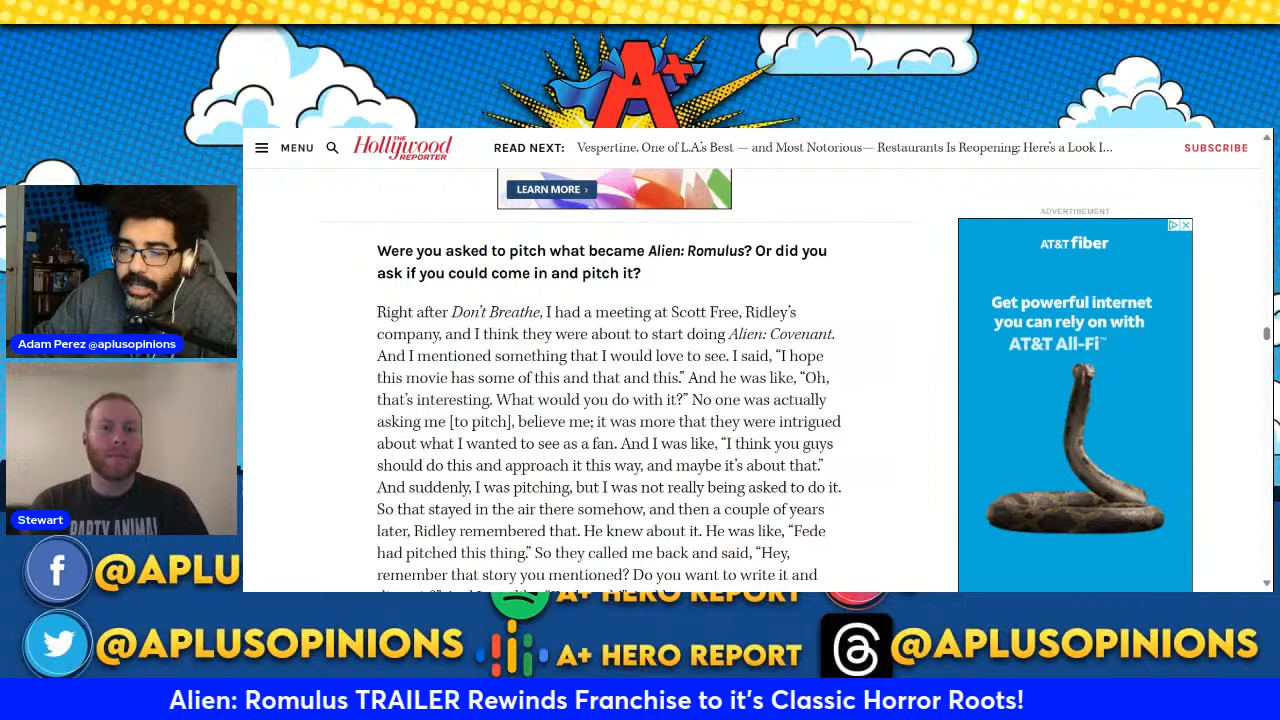 A+
MENU
THE
Hollywood
REPORTER
READ NEXT:
Vespertine, One of L.A.'s Best — and Most Notorious— Restaurants Is Reopening: Here's a Look I...
SUBSCRIBE
LEARN MORE ›
Were you asked to pitch what became Alien: Romulus? Or did you
ask if you could come in and pitch it?
Right after Don't Breathe, I had a meeting at Scott Free, Ridley's
company, and I think they were about to start doing Alien: Covenant.
And I mentioned something that I would love to see. I said, “I hope
this movie has some of this and that and this.” And he was like, “Oh,
that's interesting. What would you do with it?” No one was actually
asking me [to pitch], believe me; it was more that they were intrigued
about what I wanted to see as a fan. And I was like, “I think you guys
should do this and approach it this way, and maybe it's about that.”
And suddenly, I was pitching, but I was not really being asked to do it.
So that stayed in the air there somehow, and then a couple of years
later, Ridley remembered that. He knew about it. He was like, “Fede
had pitched this thing.” So they called me back and said, “Hey,
remember that story you mentioned? Do you want to write it and
ADVERTISEMENT
AT&T fiber
Get powerful internet
you can rely on with
AT&T All-Fi™
Adam Perez @aplusopinions
PARTY ANIMAL
Stewart
f @APLU
A+ HERO REPORT
@APLUSOPINIONS
A+ HERO REPORT
@APLUSOPINIONS
Alien: Romulus TRAILER Rewinds Franchise to it's Classic Horror Roots!